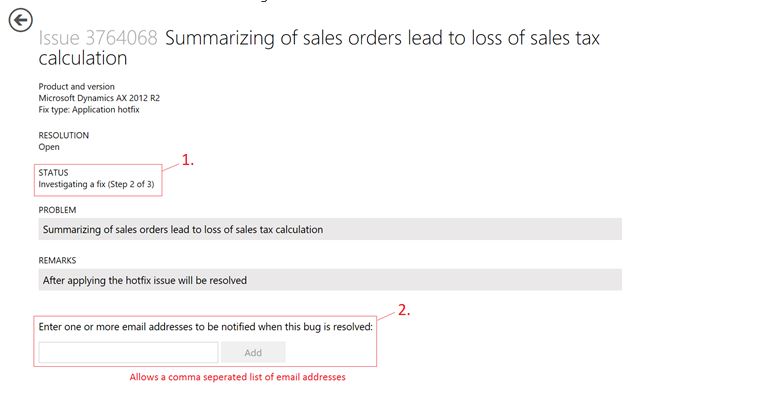 Issue 3764068 Summarizing of sales orders lead to loss of sales tax
calculation
Product and version
Microsoft Dynamics AX 2012 R2
Fix type: Application hotfix
RESOLUTION
Open
1.
STATUS
Investigating a fix (Step 2 of 3)
PROBLEM
Summarizing of sales orders lead to loss of sales tax calculation
REMARKS
After applying the hotfix issue will be resolved
2.
Enter one or more email addresses to be notified when this bug is resolved:
Add
Allows a comma seperated list of email addresses